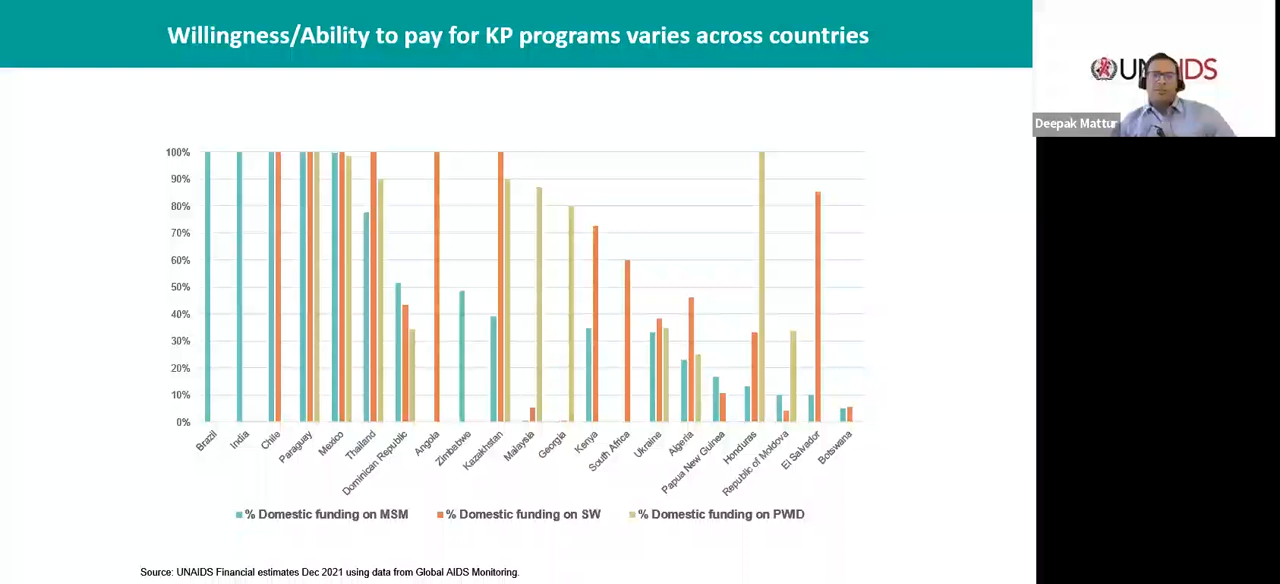 Willingness/Ability to pay for KP programs varies across countries
UNAIDS
Deepak Mattur
100%
90%
80%
70%
60%
50%
40%
30%
20%
10%
0%
Brazil
India
Chile
Paraguay
Mexico
Thailand
Dominican Republic
Angola
Zimbabwe
Kazakhstan
Malaysia
Georgia
Kenya
South Africa
Ukraine
Algeria
Papua New Guinea
Honduras
Republic of Moldova
El Salvador
Botswana
% Domestic funding on MSM % Domestic funding on SW % Domestic funding on PWID
Source: UNAIDS Financial estimates Dec 2021 using data from Global AIDS Monitoring.